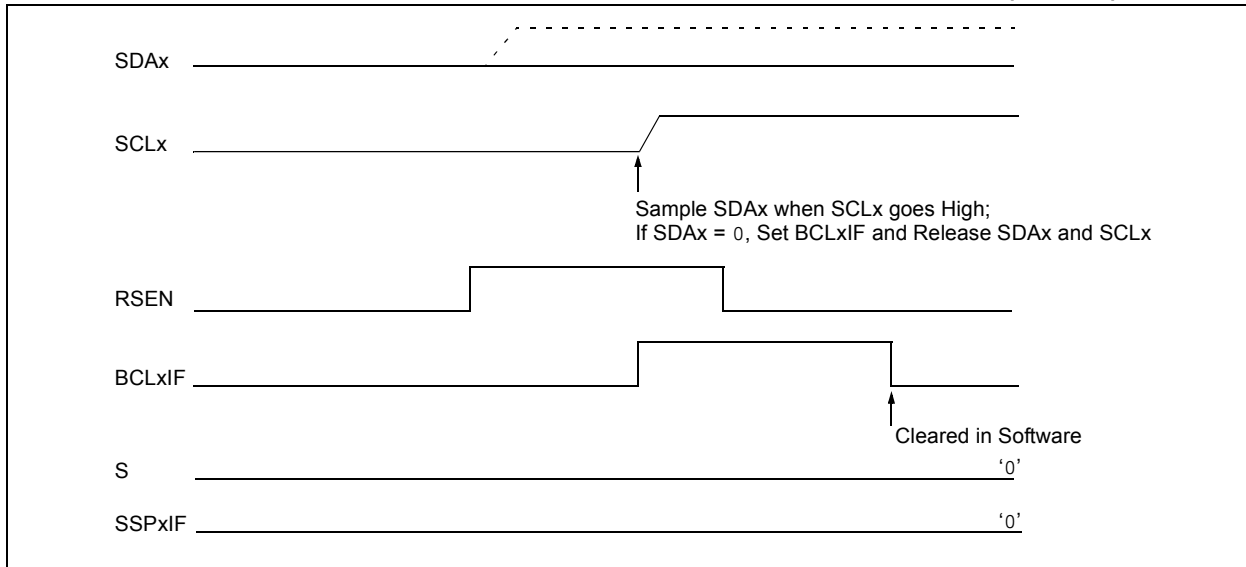 SDAx
SCLx
Sample SDAx when SCLx goes High;
If SDAx = 0, Set BCLxIF and Release SDAx and SCLx
RSEN
BCLxIF
Cleared in Software
S ‘0’
SSPxIF ‘0’